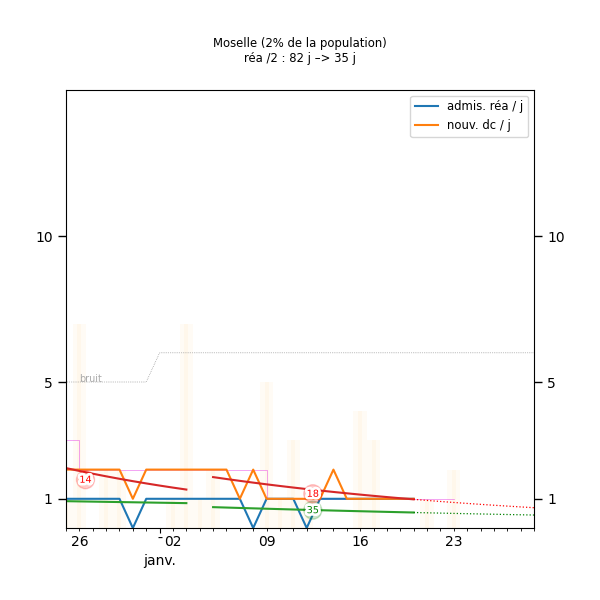 Moselle (2% de la population)
réa /2 : 82 j –> 35 j
admis. réa / j
nouv. dc / j
10 10
bruit
5 5
14
18
35
1 1
26 02 09 16 23
janv.